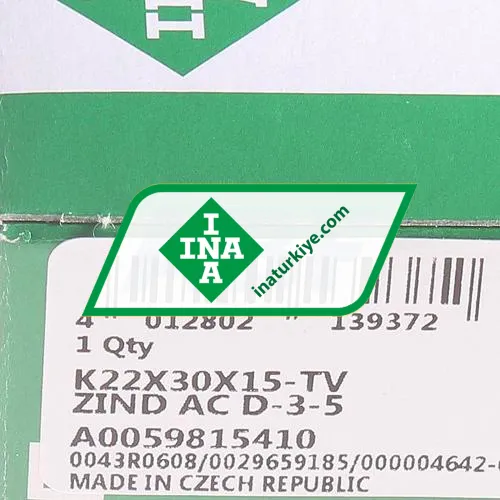 INA
INA
inaturkiye.com
4 012802 139372
1 Qty
K22X30X15-TV
ZIND AC D-3-5
A0059815410
0043R0608/0029659185/000004642-
MADE IN CZECH REPUBLIC